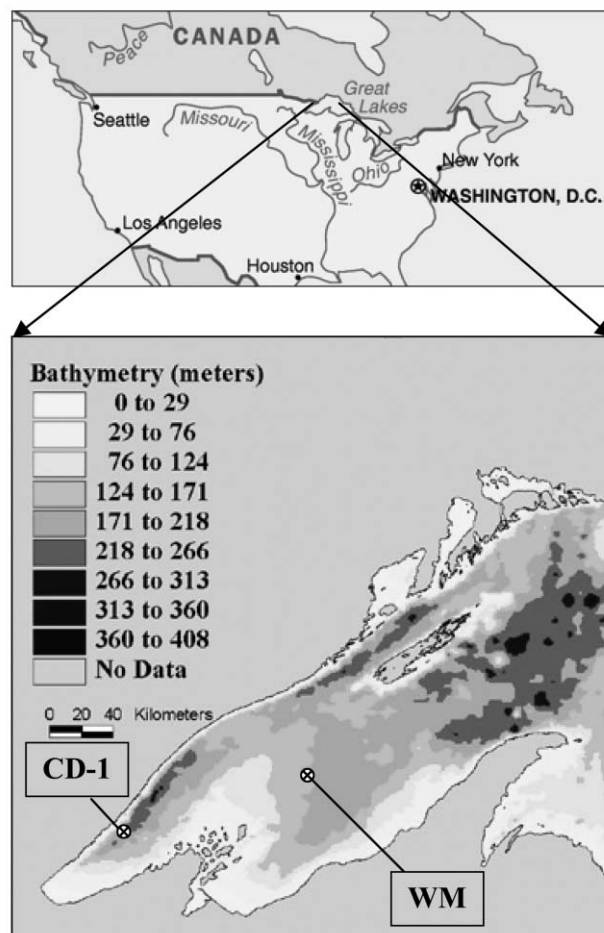 CANADA
Peace
Great
Lakes
Seattle
Missouri
Mississippi
Ohio
New York
WASHINGTON, D.C.
Los Angeles
Houston
Bathymetry (meters)
0 to 29
29 to 76
76 to 124
124 to 171
171 to 218
218 to 266
266 to 313
313 to 360
360 to 408
No Data
0 20 40 Kilometers
CD-1
WM